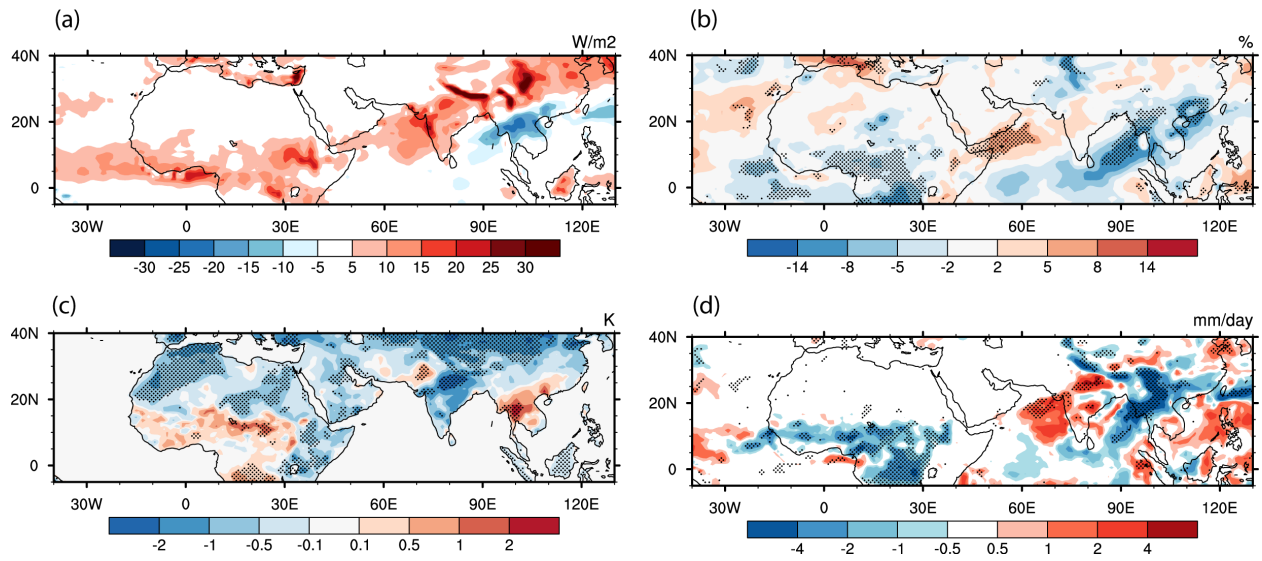 (a)
W/m2
40N
20N
0
30W 0 30E 60E 90E 120E
-30 -25 -20 -15 -10 -5 5 10 15 20 25 30
(b)
%
40N
20N
0
30W 0 30E 60E 90E 120E
-14 -8 -5 -2 2 5 8 14
(c)
K
40N
20N
0
30W 0 30E 60E 90E 120E
-2 -1 -0.5 -0.1 0.1 0.5 1 2
(d)
mm/day
40N
20N
0
30W 0 30E 60E 90E 120E
-4 -2 -1 -0.5 0.5 1 2 4